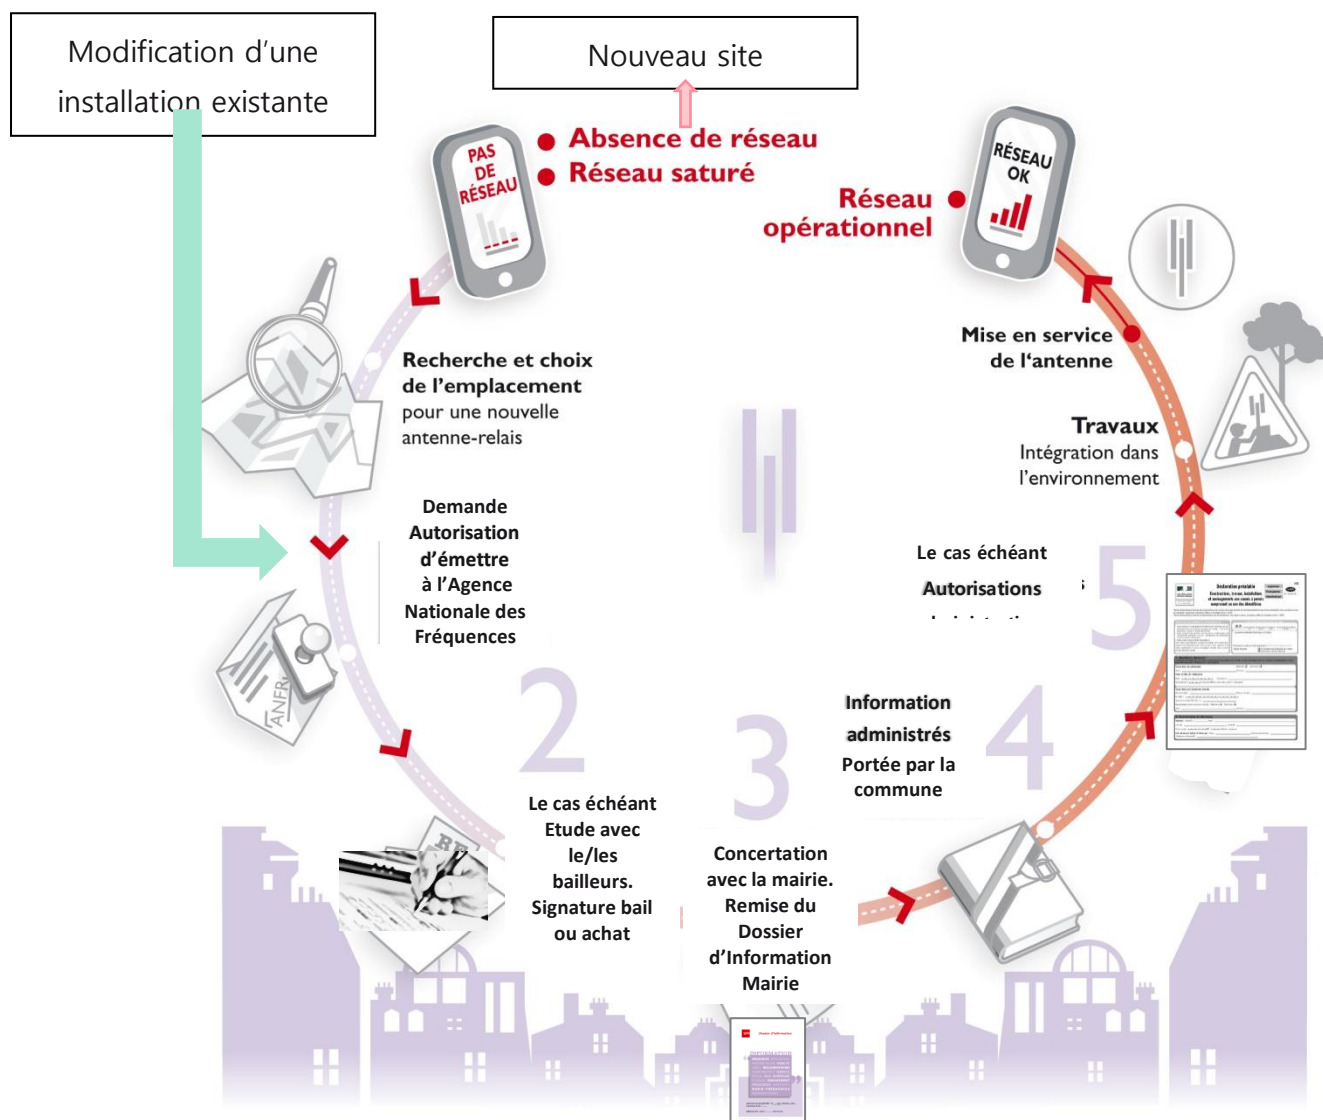 Modification d'une
installation existante
Nouveau site
Absence de réseau
Réseau saturé
PAS
DE
RÉSEAU
RÉSEAU
OK
Réseau
opérationnel
Recherche et choix
de l'emplacement
pour une nouvelle
antenne-relais
Mise en service
de l'antenne
Travaux
Intégration dans
l'environnement
Demande
Autorisation
d'émettre
à l'Agence
Nationale des
Fréquences
ANFR
Le cas échéant
Autorisations
5
2
3
4
Information
administrés
Portée par la
commune
Le cas échéant
Etude avec
le/les
bailleurs.
Signature bail
ou achat
Concertation
avec la mairie.
Remise du
Dossier
d'Information
Mairie
Déclaration préalable
Dossier d'Information